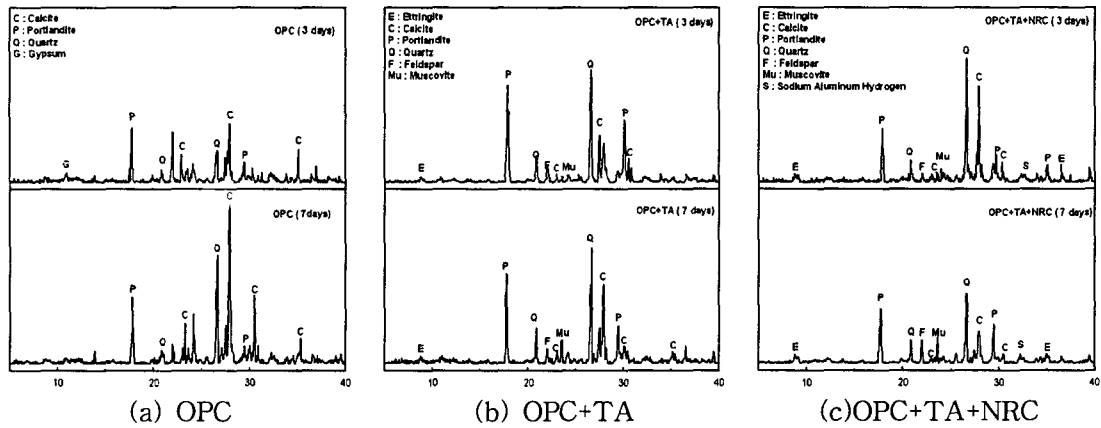 C : Calcite
P : Portlandite
Q : Quartz
G : Gypsum
OPC (3 days)
G
P
Q
C
Q
C
P
C
OPC (7days)
P
Q
C
Q
C
P
C
C
10
20
30
40
(a) OPC
E : Ettringite
C : Calcite
P : Portlandite
Q : Quartz
F : Feldspar
Mu : Muscovite
OPC+TA (3 days)
E
P
Q
F
C
Mu
Q
C
P
C
OPC+TA (7 days)
E
P
Q
F
C
Mu
Q
C
P
C
C
10
20
30
40
(b) OPC+TA
E : Ettringite
C : Calcite
P : Portlandite
Q : Quartz
F : Feldspar
Mu : Muscovite
S : Sodium Aluminum Hydrogen
OPC+TA+NRC (3 days)
E
P
Q
F
C
Mu
Q
C
P
C
S
P
E
OPC+TA+NRC (7 days)
E
P
Q
F
C
Mu
Q
C
P
C
S
E
10
20
30
40
(c)OPC+TA+NRC